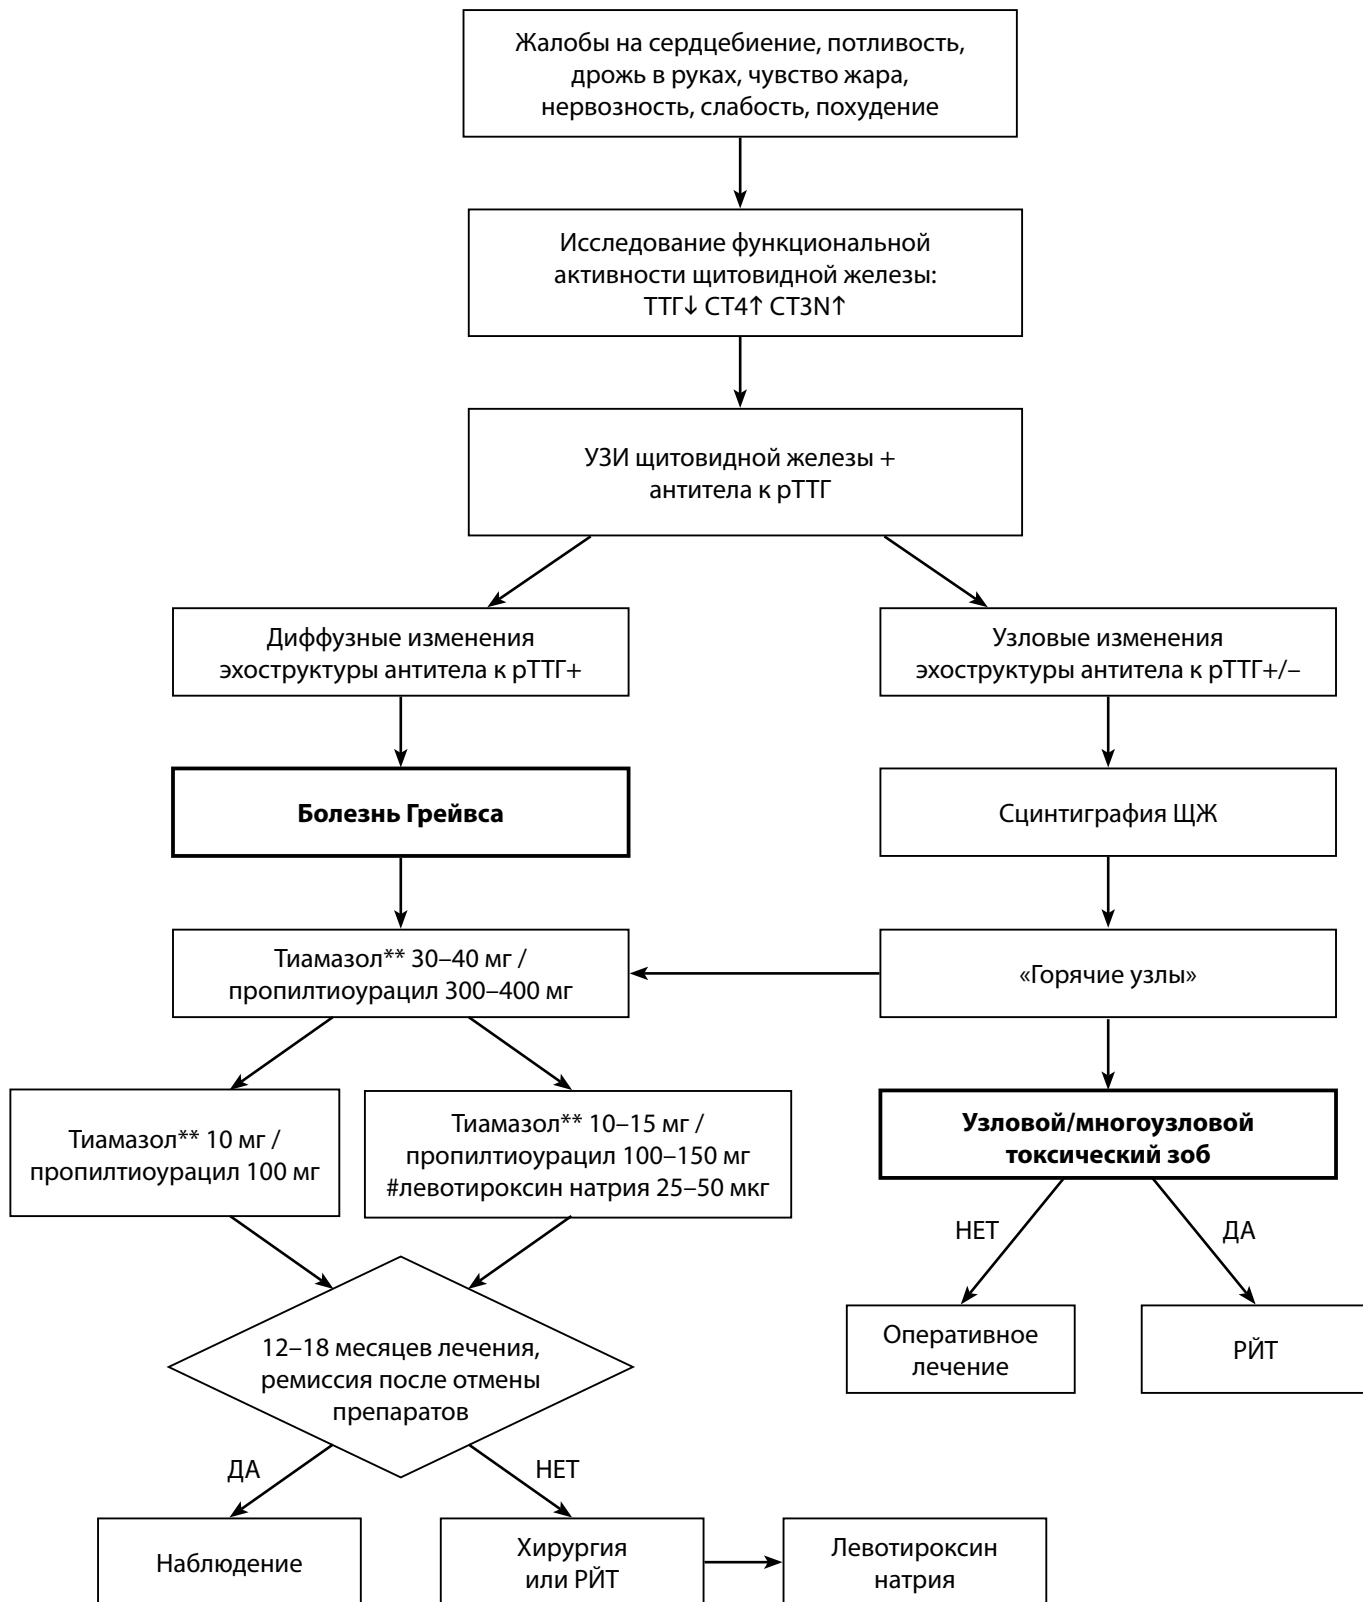 Жалобы на сердцебиение, потливость,
дрожь в руках, чувство жара,
нервозность, слабость, похудение
Исследование функциональной
активности щитовидной железы:
ТТГ↓ СТ4↑ СТ3N↑
УЗИ щитовидной железы +
антитела к рТТГ
Диффузные изменения
эхоструктуры антитела к рТТГ+
Узловые изменения
эхоструктуры антитела к рТТГ+/–
Болезнь Грейвса
Сцинтиграфия ЩЖ
Тиамазол** 30–40 мг /
пропилтиоурацил 300–400 мг
«Горячие узлы»
Тиамазол** 10 мг /
пропилтиоурацил 100 мг
Тиамазол** 10–15 мг /
пропилтиоурацил 100–150 мг
#левотироксин натрия 25–50 мкг
Узловой/многоузловой
токсический зоб
НЕТ
ДА
Оперативное
лечение
РЙТ
12–18 месяцев лечения,
ремиссия после отмены
препаратов
ДА
НЕТ
Наблюдение
Хирургия
или РЙТ
Левотироксин
натрия